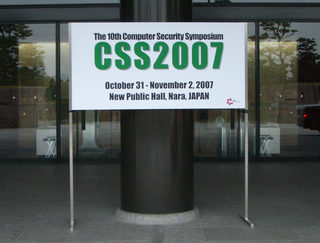 The 10th Computer Security Symposium
CSS2007
October 31 - November 2, 2007
New Public Hall, Nara, JAPAN